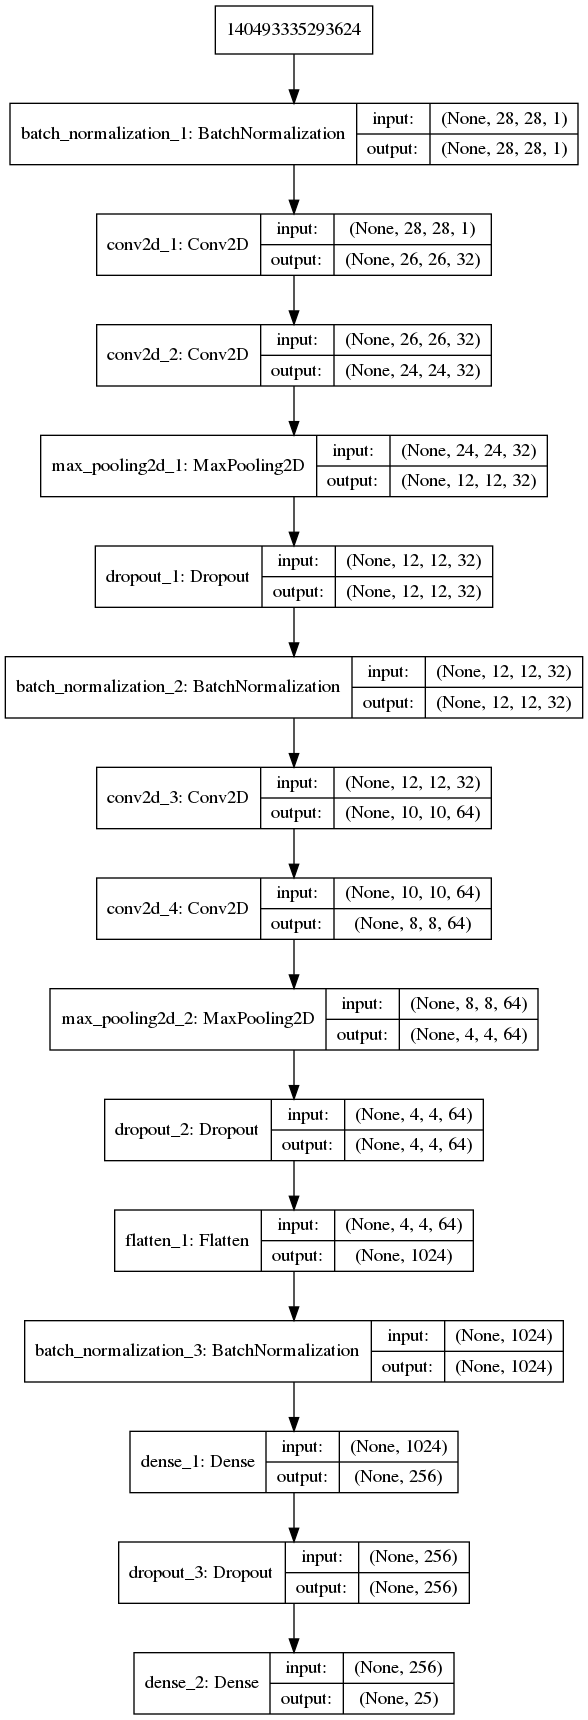 140493335293624
batch_normalization_1: BatchNormalization
input: (None, 28, 28, 1)
output: (None, 28, 28, 1)
conv2d_1: Conv2D
input: (None, 28, 28, 1)
output: (None, 26, 26, 32)
conv2d_2: Conv2D
input: (None, 26, 26, 32)
output: (None, 24, 24, 32)
max_pooling2d_1: MaxPooling2D
input: (None, 24, 24, 32)
output: (None, 12, 12, 32)
dropout_1: Dropout
input: (None, 12, 12, 32)
output: (None, 12, 12, 32)
batch_normalization_2: BatchNormalization
input: (None, 12, 12, 32)
output: (None, 12, 12, 32)
conv2d_3: Conv2D
input: (None, 12, 12, 32)
output: (None, 10, 10, 64)
conv2d_4: Conv2D
input: (None, 10, 10, 64)
output: (None, 8, 8, 64)
max_pooling2d_2: MaxPooling2D
input: (None, 8, 8, 64)
output: (None, 4, 4, 64)
dropout_2: Dropout
input: (None, 4, 4, 64)
output: (None, 4, 4, 64)
flatten_1: Flatten
input: (None, 4, 4, 64)
output: (None, 1024)
batch_normalization_3: BatchNormalization
input: (None, 1024)
output: (None, 1024)
dense_1: Dense
input: (None, 1024)
output: (None, 256)
dropout_3: Dropout
input: (None, 256)
output: (None, 256)
dense_2: Dense
input: (None, 256)
output: (None, 25)